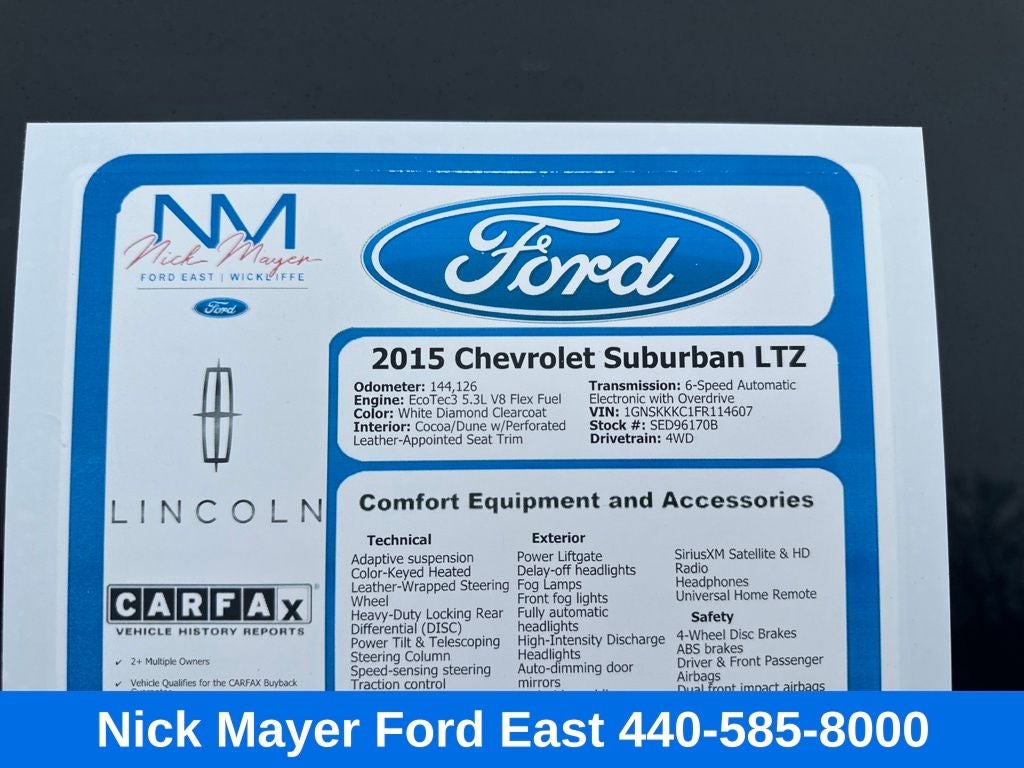 NM
Nick Mayer
FORD EAST | WICKLIFFE
Ford
Ford
LINCOLN
CARFAX
VEHICLE HISTORY REPORTS
✓ 2+ Multiple Owners
✓ Vehicle Qualifies for the CARFAX Buyback
2015 Chevrolet Suburban LTZ
Odometer: 144,126
Engine: EcoTec3 5.3L V8 Flex Fuel
Color: White Diamond Clearcoat
Interior: Cocoa/Dune w/Perforated
Leather-Appointed Seat Trim
Transmission: 6-Speed Automatic
Electronic with Overdrive
VIN: 1GNSKKKC1FR114607
Stock #: SED96170B
Drivetrain: 4WD
Comfort Equipment and Accessories
Technical
Adaptive suspension
Color-Keyed Heated
Leather-Wrapped Steering
Wheel
Heavy-Duty Locking Rear
Differential (DISC)
Power Tilt & Telescoping
Steering Column
Speed-sensing steering
Traction control
Exterior
Power Liftgate
Delay-off headlights
Fog Lamps
Front fog lights
Fully automatic
headlights
High-Intensity Discharge
Headlights
Auto-dimming door
mirrors
SiriusXM Satellite & HD
Radio
Headphones
Universal Home Remote
Safety
4-Wheel Disc Brakes
ABS brakes
Driver & Front Passenger
Airbags
Dual front impact airbags
Nick Mayer Ford East 440-585-8000